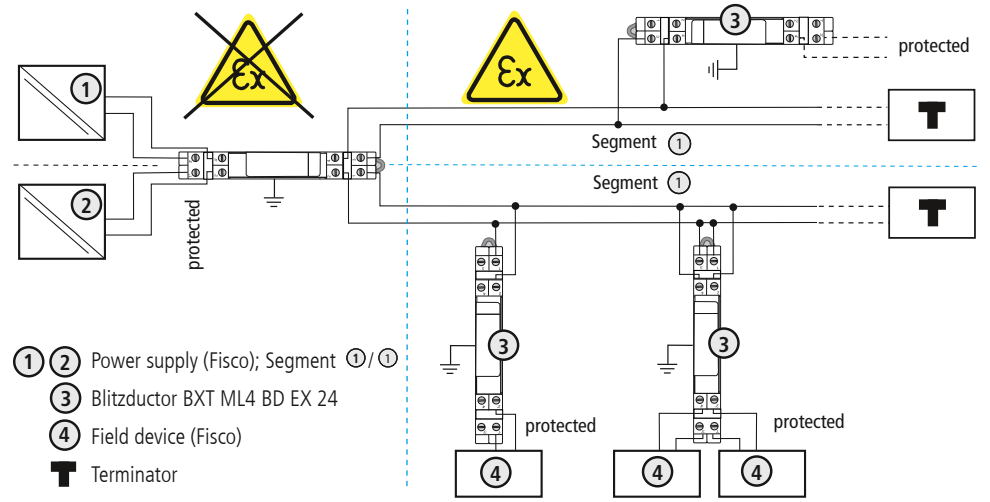 Ex
Ex
3
protected
1
T
Segment 1
Segment 1
2
protected
T
3
3
1 2 Power supply (Fisco); Segment 1 / 1
3 Blitzductor BXT ML4 BD EX 24
4 Field device (Fisco)
T Terminator
protected
protected
4
4
4